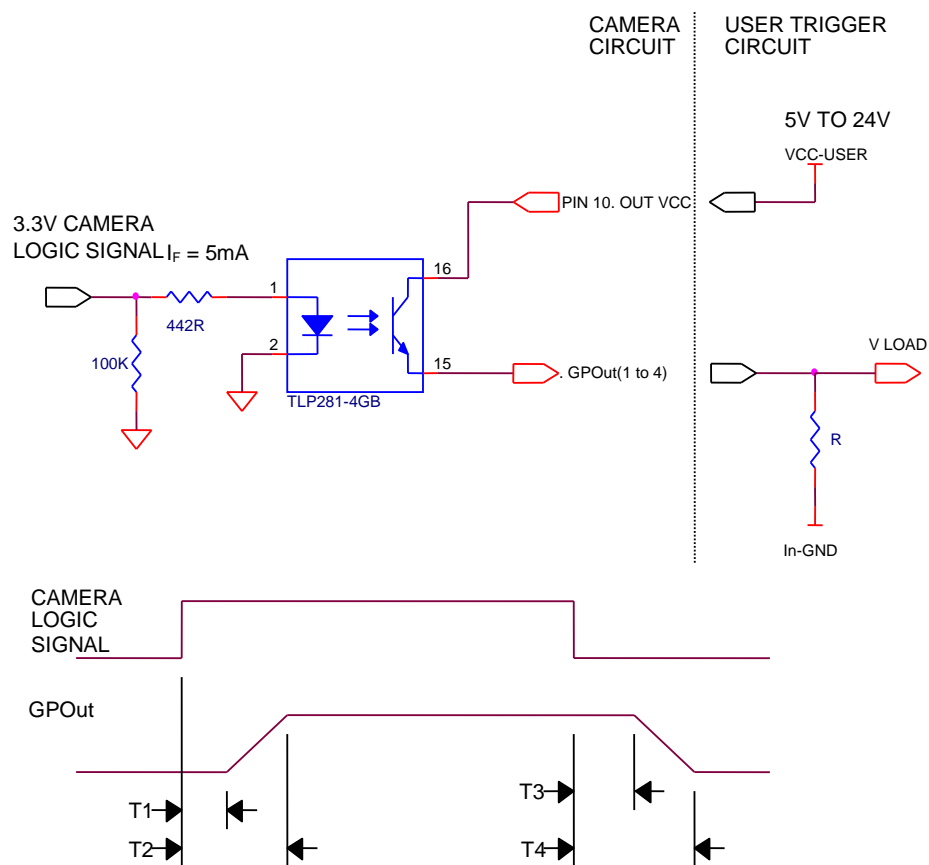 CAMERA
CIRCUIT
USER TRIGGER
CIRCUIT
5V TO 24V
VCC-USER
PIN 10. OUT VCC
3.3V CAMERA
LOGIC SIGNAL
I_F = 5mA
16
1
442R
2
100K
15
. GPOut(1 to 4)
V LOAD
TLP281-4GB
R
In-GND
CAMERA
LOGIC
SIGNAL
GPOut
T1
T3
T2
T4